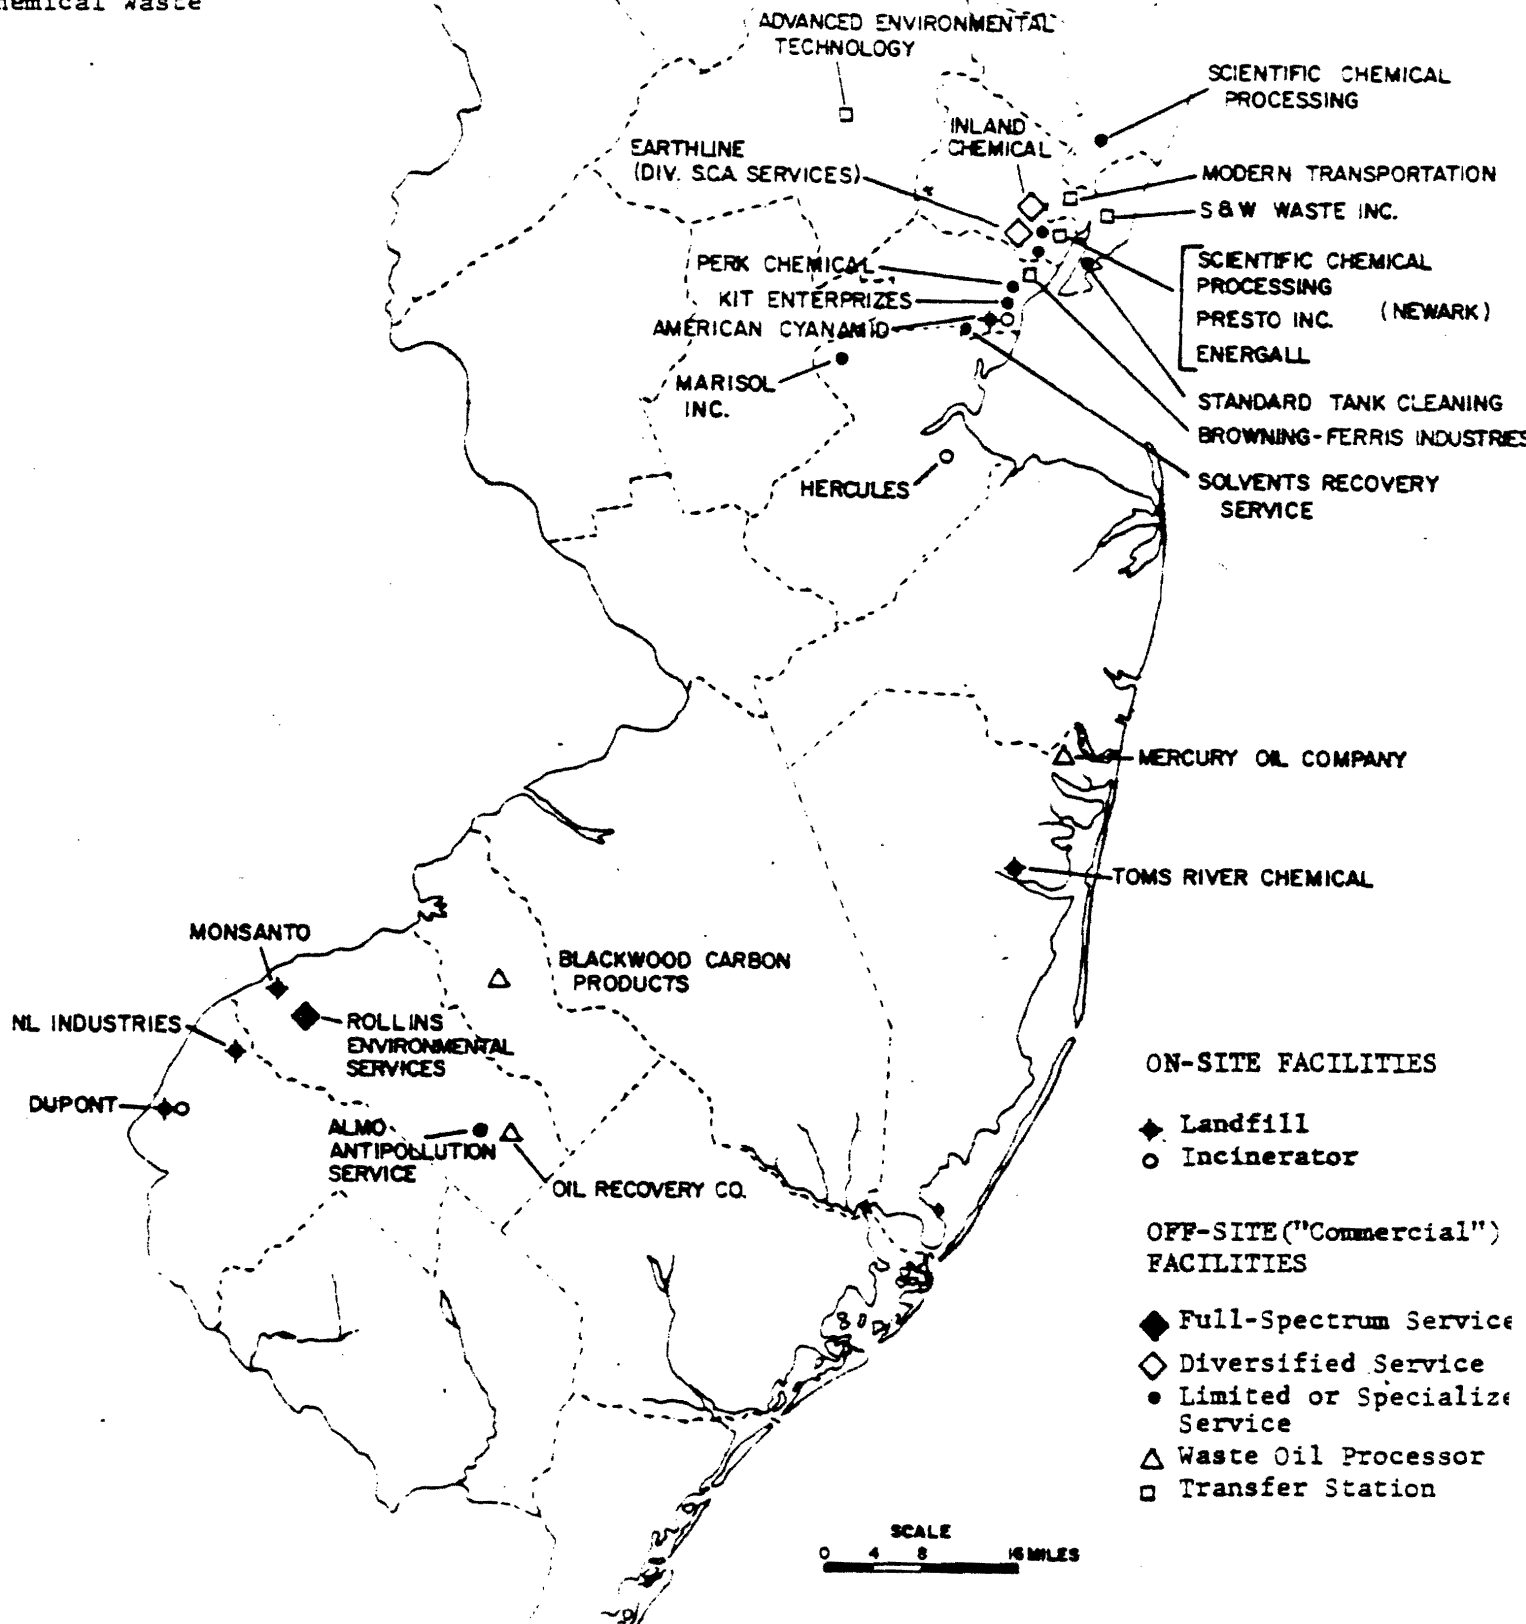 Chemical Waste
ADVANCED ENVIRONMENTAL
TECHNOLOGY
SCIENTIFIC CHEMICAL
PROCESSING
INLAND
CHEMICAL
EARTHLINE
(DIV. S.C.A. SERVICES)
MODERN TRANSPORTATION
S&W WASTE INC.
PERK CHEMICAL
KIT ENTERPRIZES
AMERICAN CYANAMID
SCIENTIFIC CHEMICAL
PROCESSING
PRESTO INC.
(NEWARK)
ENERGALL
MARISOL
INC.
STANDARD TANK CLEANING
BROWNING-FERRIS INDUSTRIES
HERCULES
SOLVENTS RECOVERY
SERVICE
MERCURY OIL COMPANY
TOMS RIVER CHEMICAL
MONSANTO
BLACKWOOD CARBON
PRODUCTS
NL INDUSTRIES
ROLLINS
ENVIRONMENTAL
SERVICES
DUPONT
ALMO
ANTIPOLLUTION
SERVICE
OIL RECOVERY CO.
ON-SITE FACILITIES
Landfill
Incinerator
OFF-SITE("Commercial")
FACILITIES
Full-Spectrum Service
Diversified Service
Limited or Specialize
Service
Waste Oil Processor
Transfer Station
SCALE
0 4 8 16 MILES